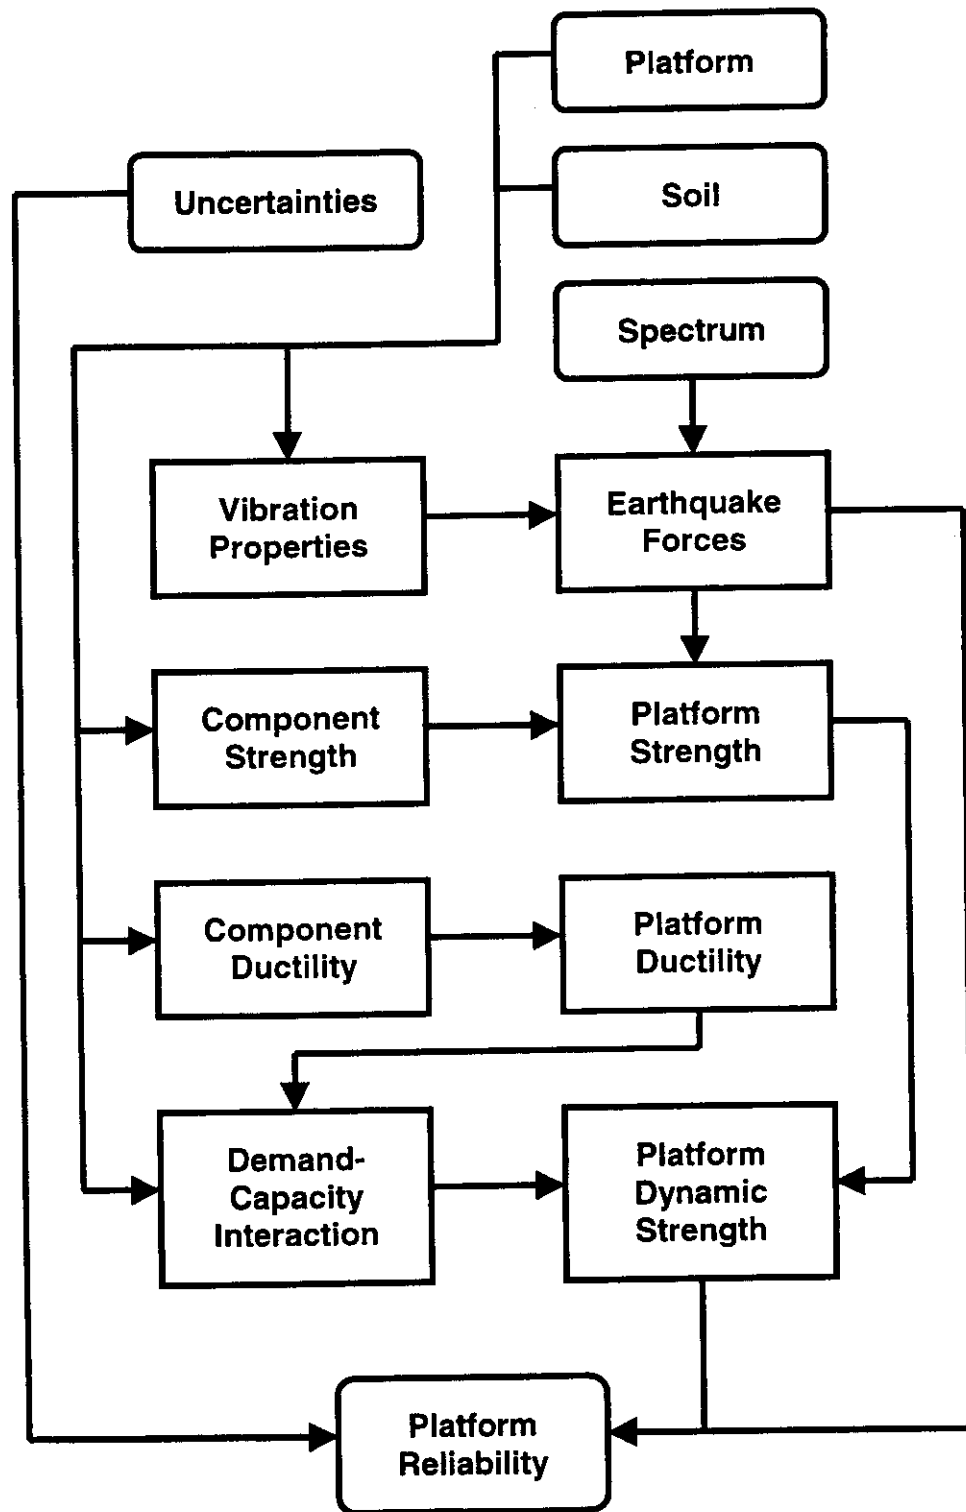 Platform
Uncertainties
Soil
Spectrum
Vibration
Properties
Earthquake
Forces
Component
Strength
Platform
Strength
Component
Ductility
Platform
Ductility
Demand-
Capacity
Interaction
Platform
Dynamic
Strength
Platform
Reliability